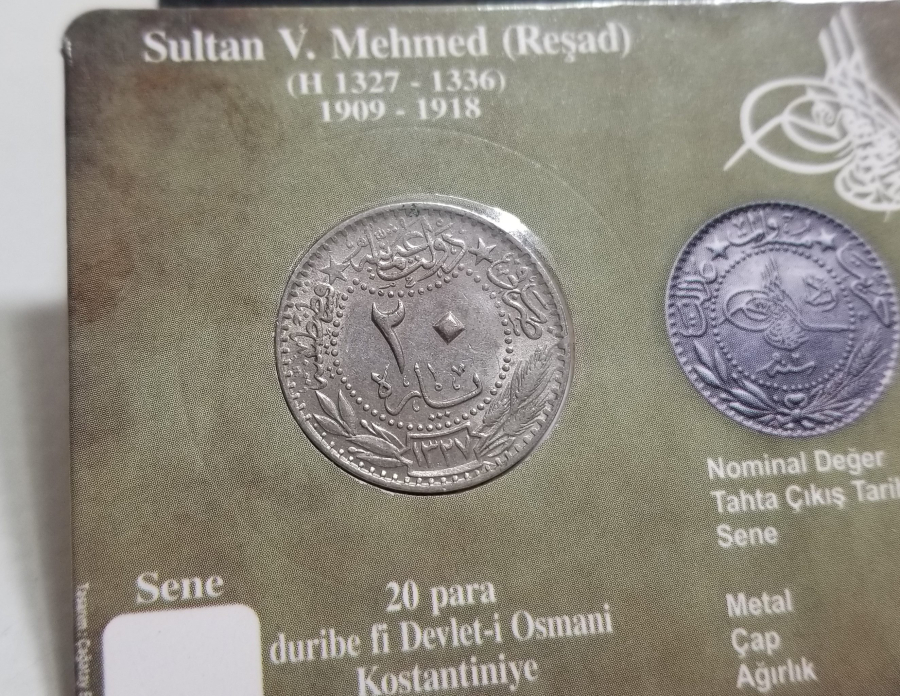 Sultan V. Mehmed (Reşad)
(H 1327 - 1336)
1909 - 1918
٢٠
پاره
١٣٢٧
Nominal Değer
Tahta Çıkış Tari
Sene
Metal
Çap
Ağırlık
Sene
20 para
duribe fi Devlet-i Osmani
Kostantiniye